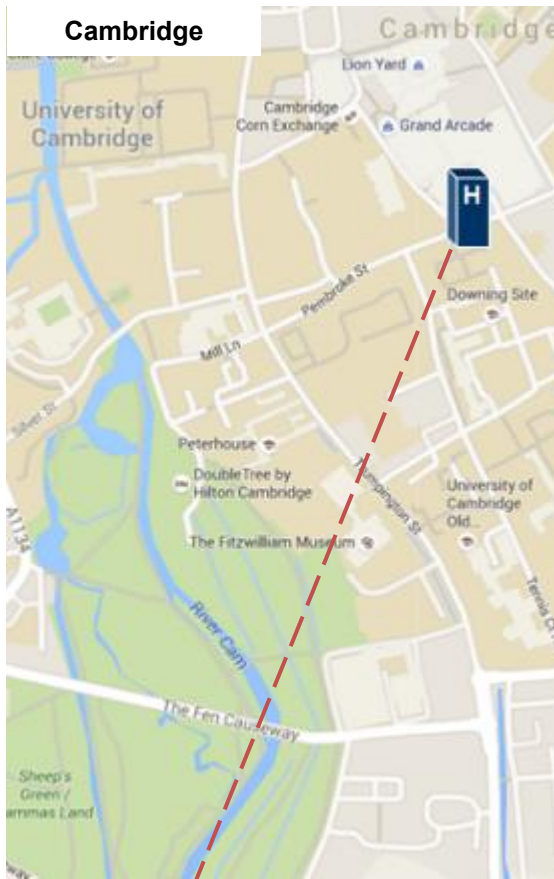 Cambridge
Cambridge
Lion Yard
Cambridge
Corn Exchange
Grand Arcade
University of
Cambridge
H
Downing Site
Pembroke St
Mill Ln
Silver St
Peterhouse
DoubleTree by
Hilton Cambridge
Trumpington St
University of
Cambridge
Old...
A1134
The Fitzwilliam Museum
Tennis C
River Cam
The Fen Causeway
Sheep's
Green /
ammas Land
way